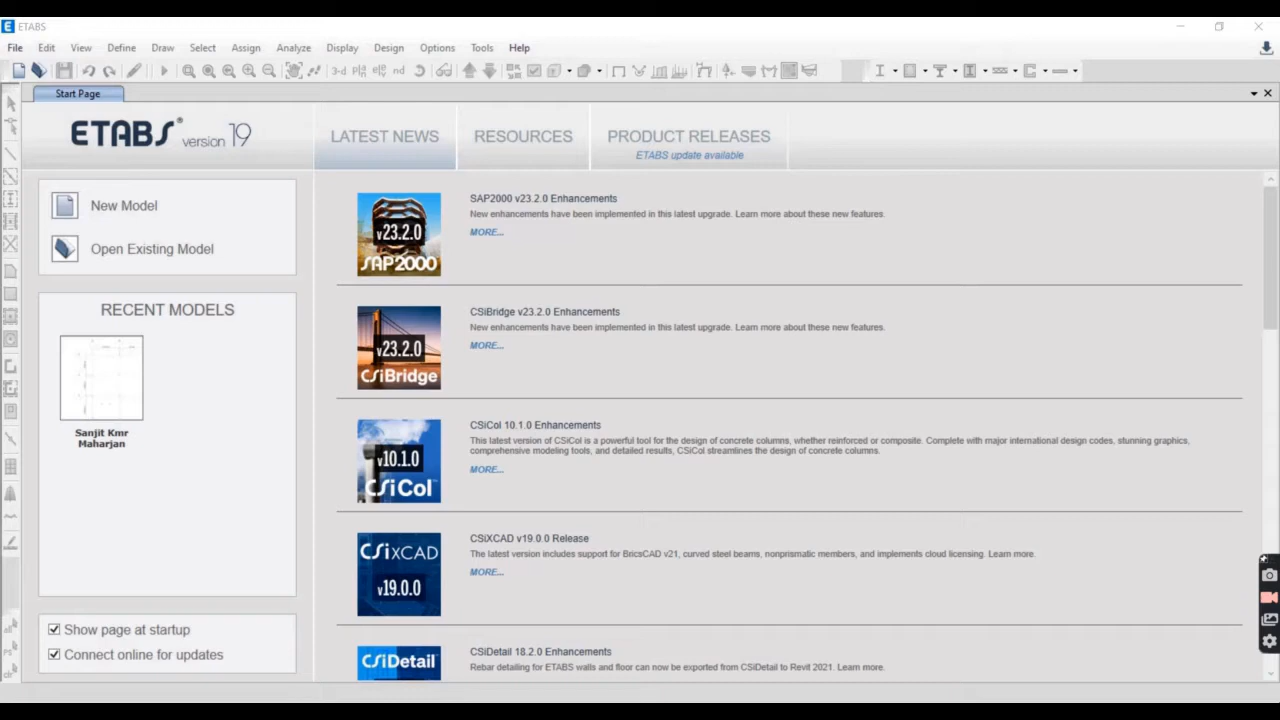 ETABS
File Edit View Define Draw Select Assign Analyze Display Design Options Tools Help
3-d
nd
Start Page
ETABS® version 19
LATEST NEWS
RESOURCES
PRODUCT RELEASES
ETABS update available
New Model
Open Existing Model
RECENT MODELS
Sanjit Kmr
Maharjan
Show page at startup
Connect online for updates
v23.2.0
SAP2000
SAP2000 v23.2.0 Enhancements
New enhancements have been implemented in this latest upgrade. Learn more about these new features.
MORE...
v23.2.0
CSiBridge
CSiBridge v23.2.0 Enhancements
New enhancements have been implemented in this latest upgrade. Learn more about these new features.
MORE...
v10.1.0
CSiCol
CSiCol 10.1.0 Enhancements
This latest version of CSiCol is a powerful tool for the design of concrete columns, whether reinforced or composite. Complete with major international design codes, stunning graphics,
comprehensive modeling tools, and detailed results, CSiCol streamlines the design of concrete columns.
MORE...
CSiXCAD
v19.0.0
CSiXCAD v19.0.0 Release
The latest version includes support for BricsCAD v21, curved steel beams, nonprismatic members, and implements cloud licensing. Learn more.
MORE...
CSiDetail
CSiDetail 18.2.0 Enhancements
Rebar detailing for ETABS walls and floor can now be exported from CSiDetail to Revit 2021. Learn more.
all
PS
clr